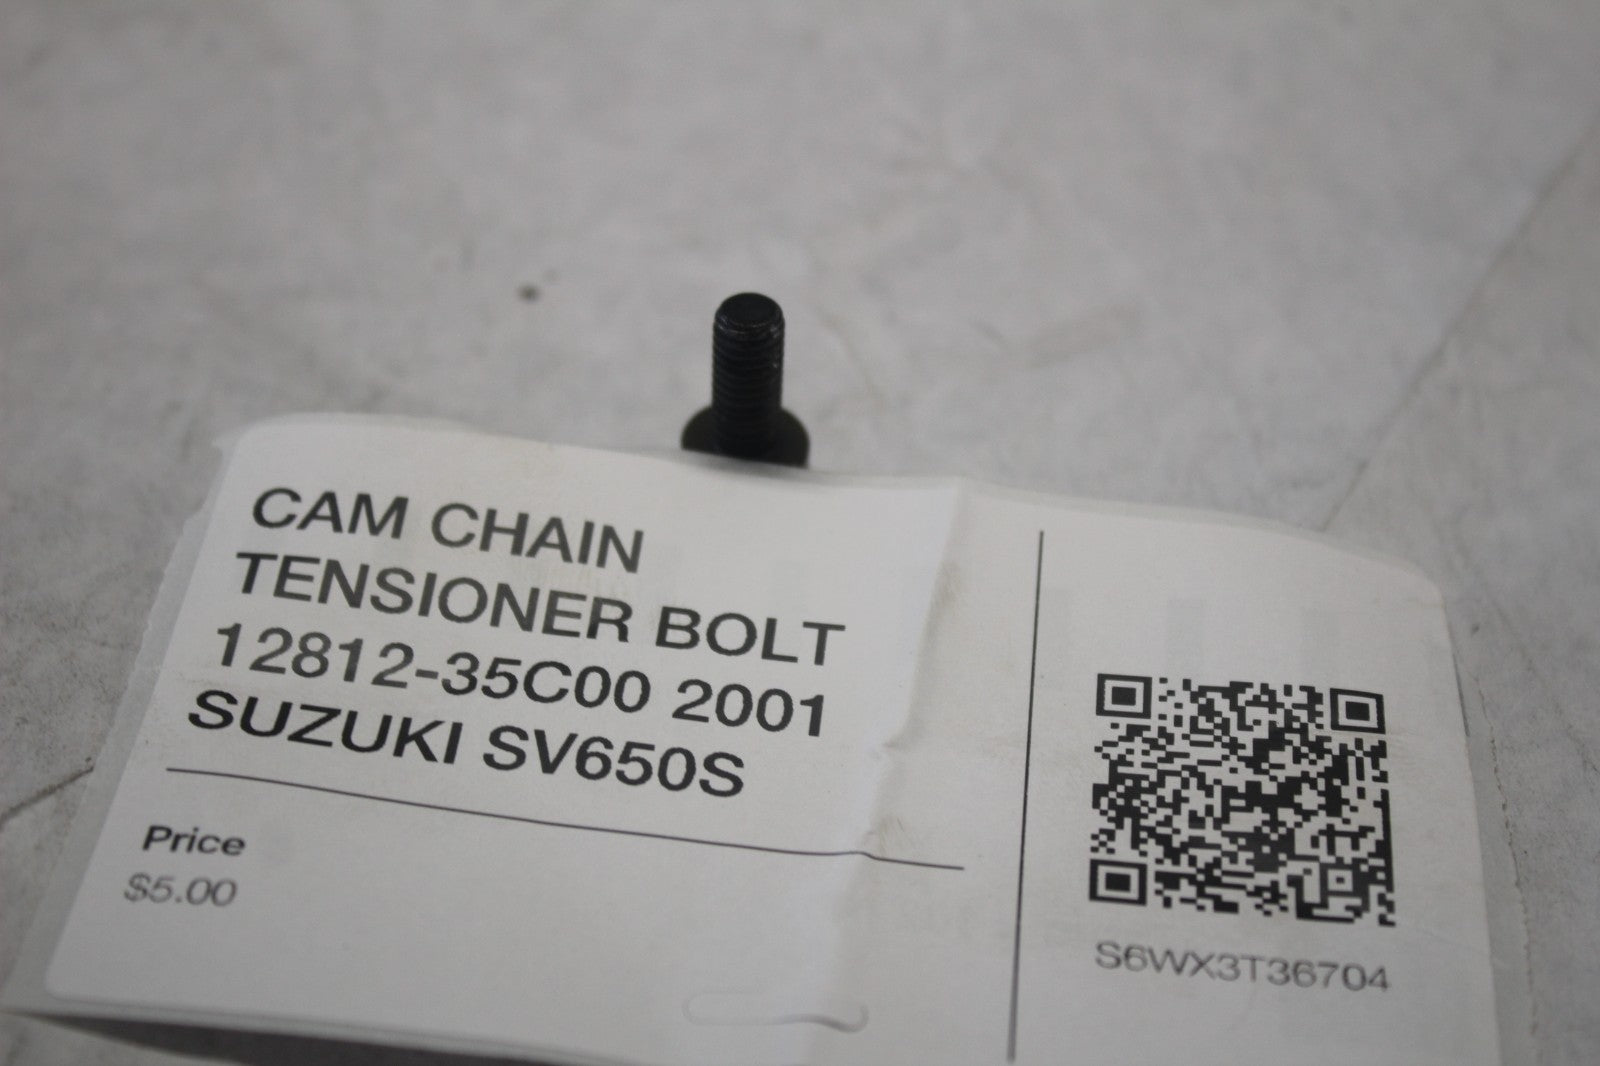 CAM CHAIN
TENSIONER BOLT
12812-35C00 2001
SUZUKI SV650S
Price
$5.00
S6WX3T36704